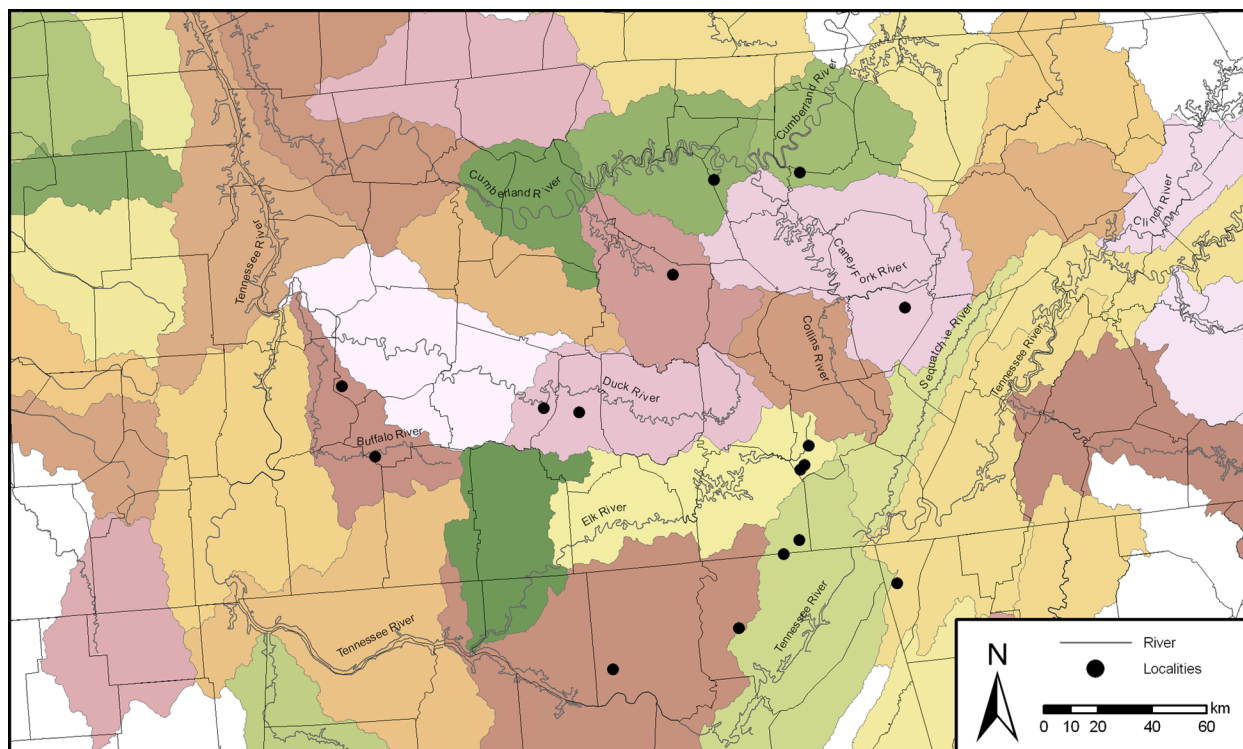 Cumberland River
Cumberland River
Clinch River
Tennessee River
Caney Fork River
Sequatchie River
Tennessee River
Collins River
Duck River
Buffalo River
Elk River
Tennessee River
Tennessee River
N
River
Localities
0 10 20 40 60 km